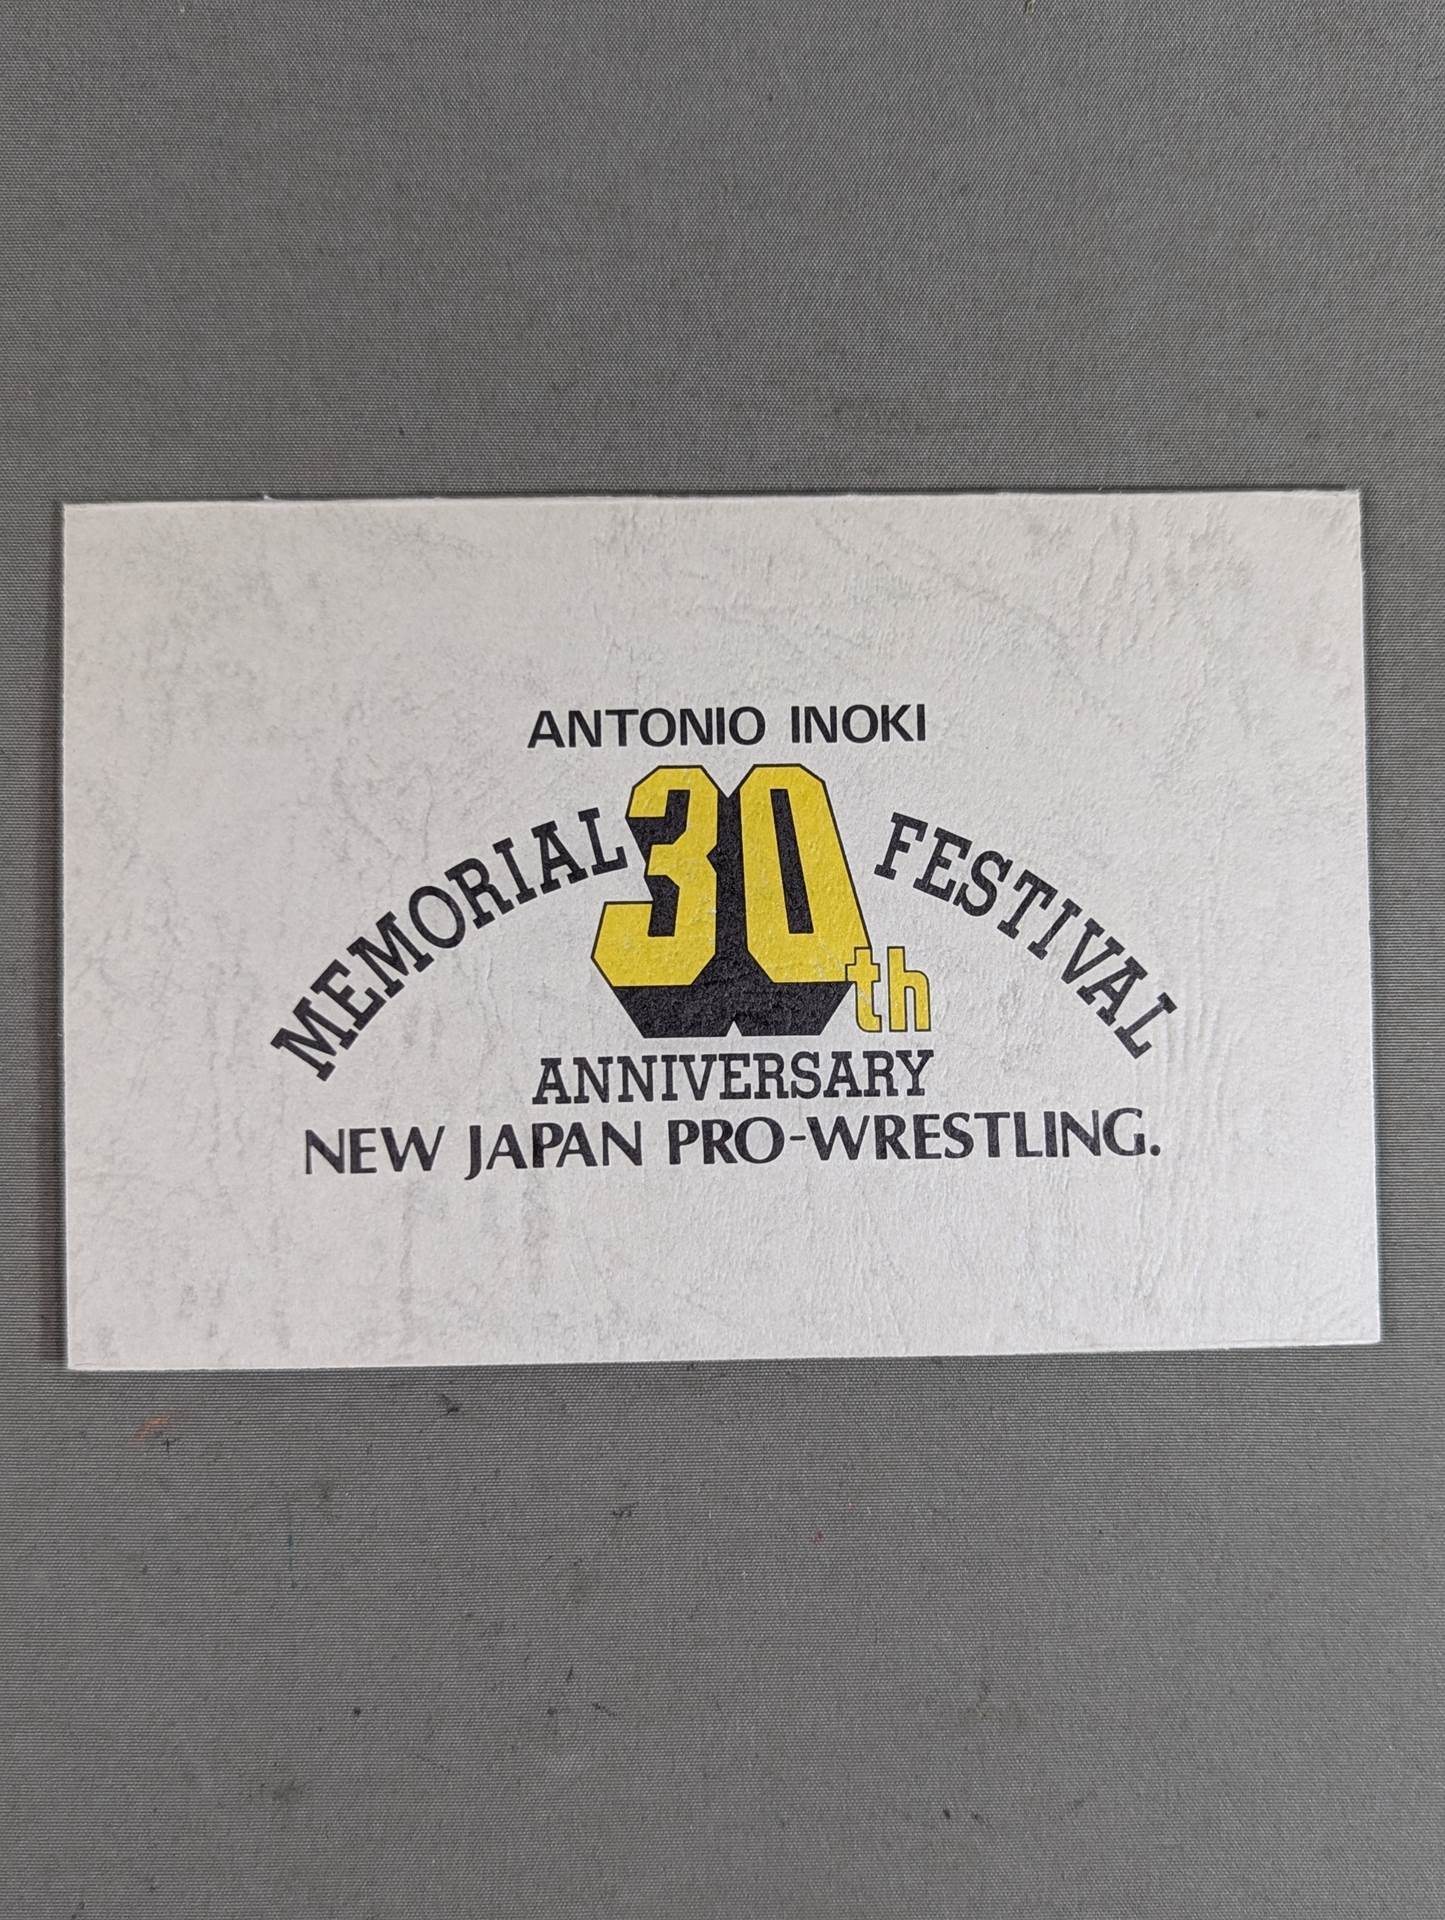 ANTONIO INOKI
MEMORIAL 30th FESTIVAL
ANNIVERSARY
NEW JAPAN PRO-WRESTLING.